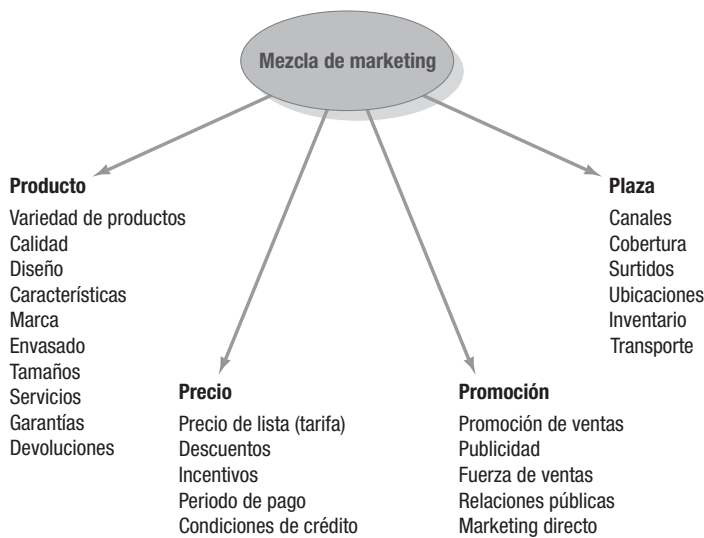 Mezcla de marketing
Producto
Variedad de productos
Calidad
Diseño
Características
Marca
Envasado
Tamaños
Servicios
Garantías
Devoluciones
Precio
Precio de lista (tarifa)
Descuentos
Incentivos
Periodo de pago
Condiciones de crédito
Promoción
Promoción de ventas
Publicidad
Fuerza de ventas
Relaciones públicas
Marketing directo
Plaza
Canales
Cobertura
Surtidos
Ubicaciones
Inventario
Transporte